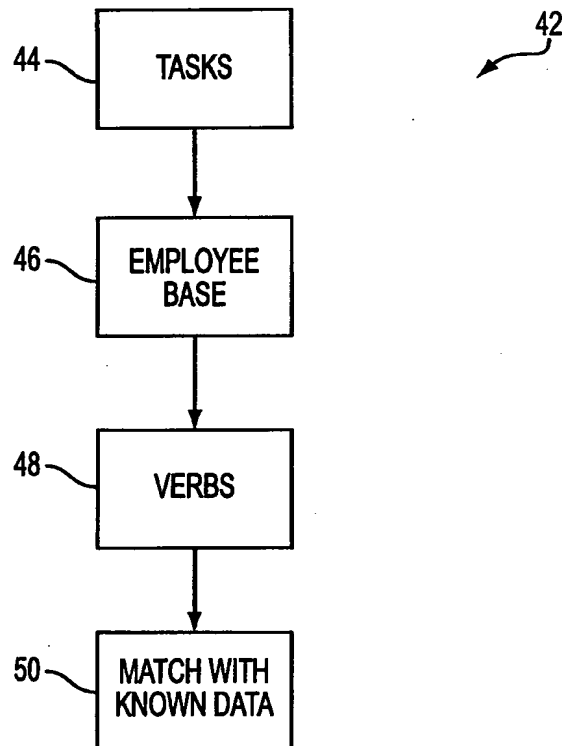 42
44
TASKS
46
EMPLOYEE
BASE
48
VERBS
50
MATCH WITH
KNOWN DATA